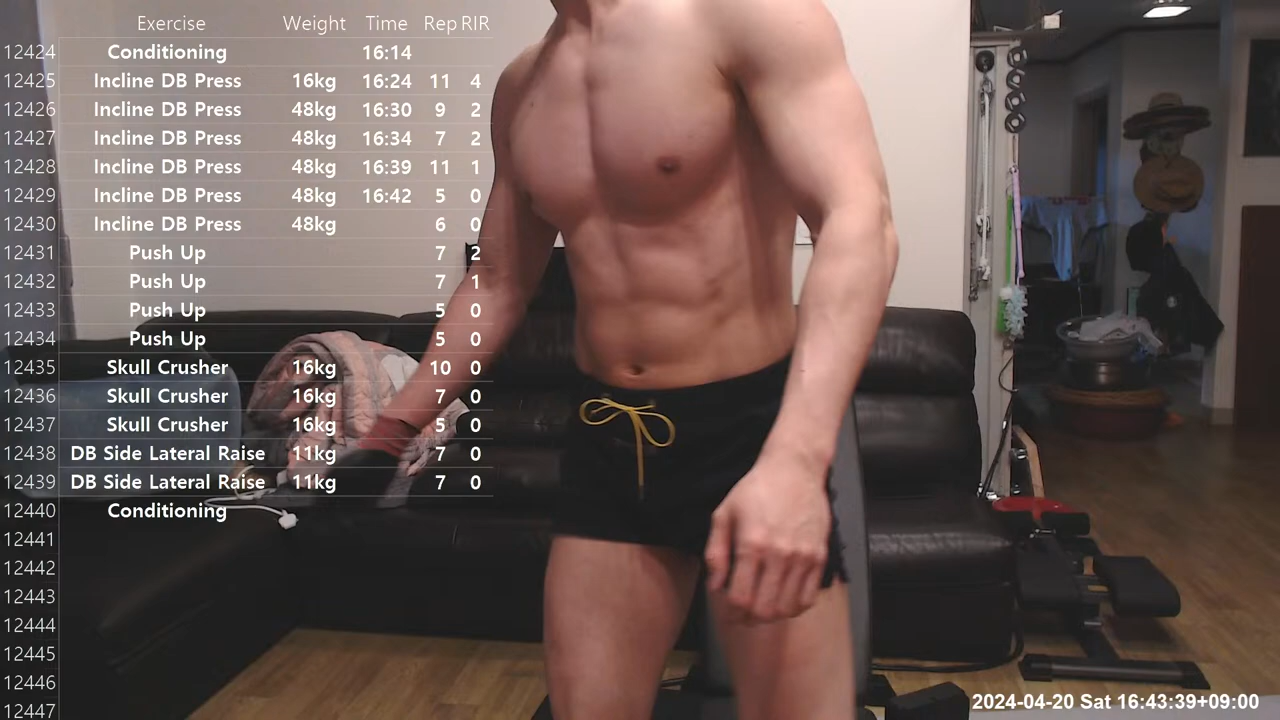 Exercise Weight Time Rep RIR
12424 Conditioning 16:14
12425 Incline DB Press 16kg 16:24 11 4
12426 Incline DB Press 48kg 16:30 9 2
12427 Incline DB Press 48kg 16:34 7 2
12428 Incline DB Press 48kg 16:39 11 1
12429 Incline DB Press 48kg 16:42 5 0
12430 Incline DB Press 48kg 6 0
12431 Push Up 7 2
12432 Push Up 7 1
12433 Push Up 5 0
12434 Push Up 5 0
12435 Skull Crusher 16kg 10 0
12436 Skull Crusher 16kg 7 0
12437 Skull Crusher 16kg 5 0
12438 DB Side Lateral Raise 11kg 7 0
12439 DB Side Lateral Raise 11kg 7 0
12440 Conditioning
12441
12442
12443
12444
12445
12446
12447
2024-04-20 Sat 16:43:39+09:00